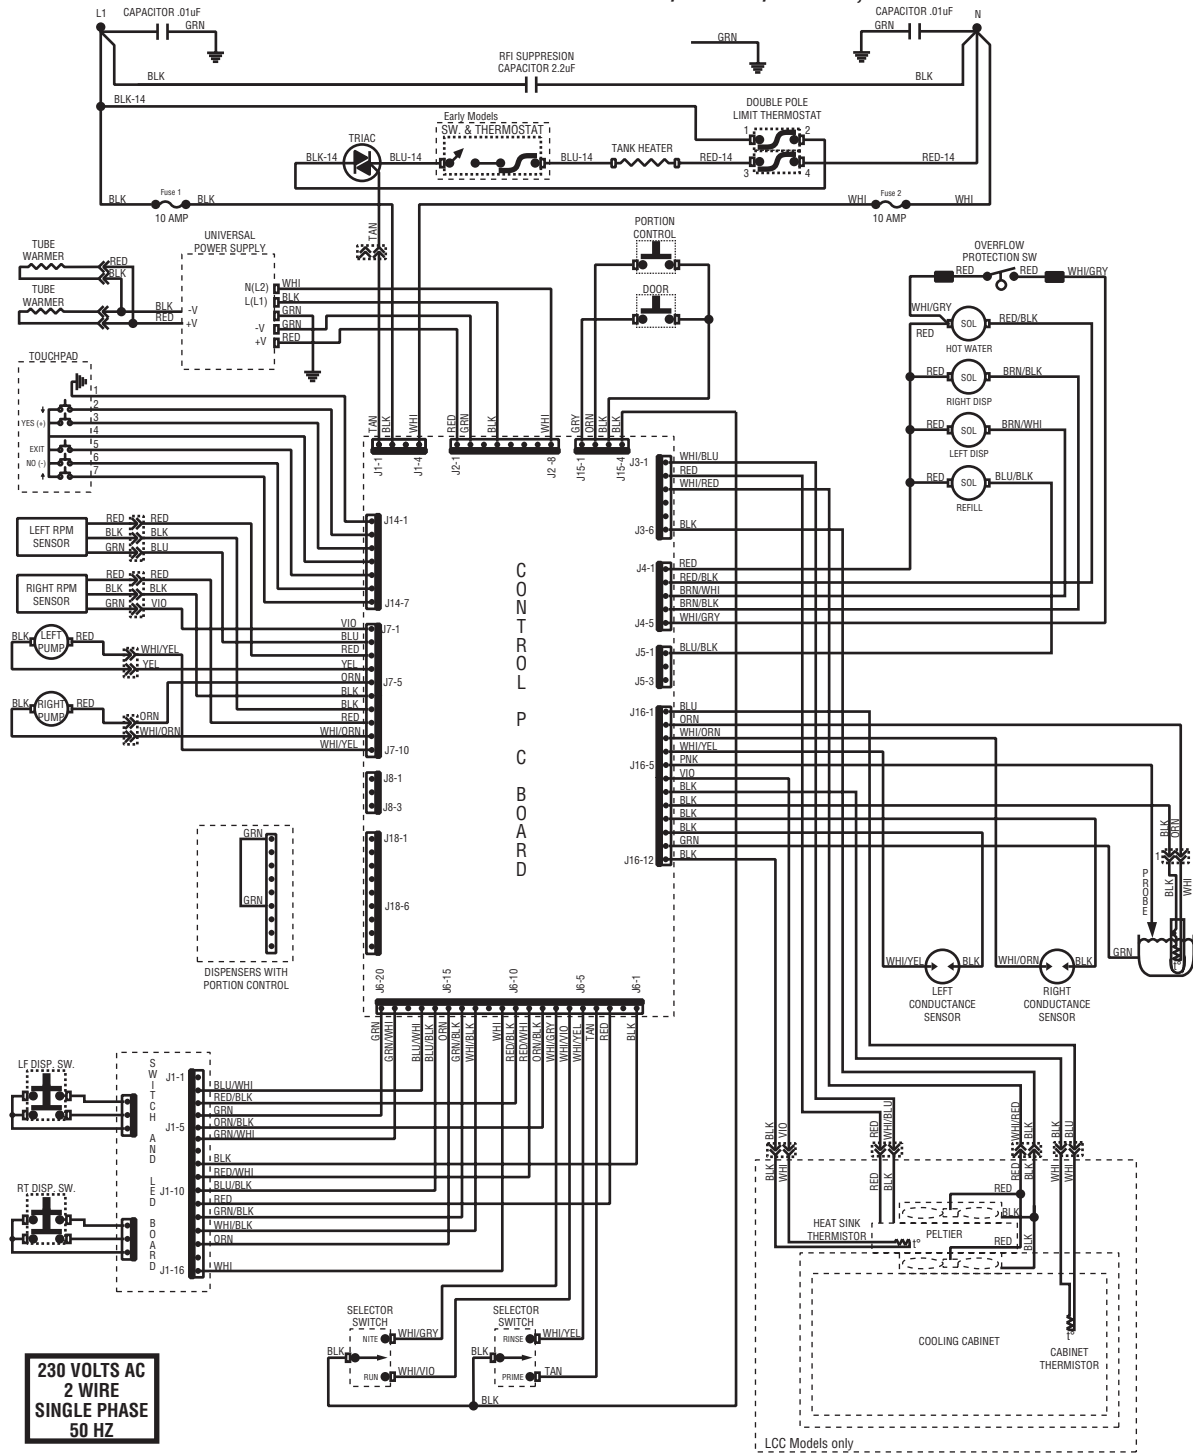 L1
CAPACITOR .01uF
GRN
CAPACITOR .01uF
N
GRN
GRN
RFI SUPPRESION
CAPACITOR 2.2uF
BLK
BLK
BLK-14
DOUBLE POLE
LIMIT THERMOSTAT
Early Models
SW. & THERMOSTAT
TRIAC
1
2
BLK-14
BLU-14
BLU-14
TANK HEATER
RED-14
RED-14
3
4
BLK
Fuse 1
BLK
10 AMP
WHI
Fuse 2
WHI
10 AMP
TAN
UNIVERSAL
POWER SUPPLY
TUBE
WARMER
RED
BLK
TUBE
WARMER
BLK
RED
-V
+V
N(L2)
WHI
L(L1)
BLK
GRN
-V
GRN
+V
RED
PORTION
CONTROL
DOOR
OVERFLOW
PROTECTION SW
RED
RED
WHI/GRY
WHI/GRY
RED
SOL
RED/BLK
HOT WATER
RED
SOL
BRN/BLK
RIGHT DISP
RED
SOL
BRN/WHI
LEFT DISP
RED
SOL
BLU/BLK
REFILL
TOUCHPAD
1
2
YES (+)
3
4
EXIT
5
NO (-)
6
7
TAN
BLK
WHI
RED
GRN
BLK
WHI
GRY
ORN
BLK
BLK
J1-1
J1-4
J2-1
J2 -8
J15-1
J15-4
J3-1
WHI/BLU
RED
WHI/RED
J3-6
BLK
LEFT RPM
SENSOR
RED
RED
BLK
BLK
GRN
BLU
RIGHT RPM
SENSOR
RED
RED
BLK
BLK
GRN
VIO
J14-1
J14-7
J4-1
RED
RED/BLK
BRN/WHI
BRN/BLK
J4-5
WHI/GRY
J5-1
BLU/BLK
J5-3
BLK
LEFT
PUMP
RED
WHI/YEL
YEL
BLK
RIGHT
PUMP
RED
ORN
WHI/ORN
VIO
J7-1
BLU
RED
YEL
ORN
J7-5
BLK
BLK
RED
WHI/ORN
WHI/YEL
J7-10
CONTROL P C BOARD
J8-1
J8-3
J18-1
J18-6
J16-1
BLU
ORN
WHI/ORN
WHI/YEL
J16-5
PNK
VIO
BLK
BLK
BLK
BLK
GRN
J16-12
BLK
GRN
GRN
DISPENSERS WITH
PORTION CONTROL
BLK
ORN
1
PROBE
BLK
WHI
GRN
t°
WHI/YEL
BLK
LEFT
CONDUCTANCE
SENSOR
WHI/ORN
BLK
RIGHT
CONDUCTANCE
SENSOR
J6-20
J6-15
J6-10
J6-5
J6-1
GRN
GRN/WHI
BLU/WHI
BLU/BLK
ORN
GRN/BLK
WHI/BLK
WHI
RED/BLK
RED/WHI
ORN/BLK
WHI/GRY
WHI/VIO
WHI/YEL
TAN
RED
BLK
LF DISP. SW.
RT DISP. SW.
SWITCH AND LED BOARD
J1-1
BLU/WHI
RED/BLK
GRN
J1-5
ORN/BLK
GRN/WHI
BLK
RED/WHI
J1-10
BLU/BLK
RED
GRN/BLK
WHI/BLK
ORN
J1-16
WHI
BLK
VIO
RED
WHI/BLU
WHI/RED
BLK
BLK
BLU
BLK
WHI
RED
BLK
RED
BLK
WHI
WHI
RED
BLK
HEAT SINK
THERMISTOR
t°
PELTIER
RED
BLK
COOLING CABINET
t°
CABINET
THERMISTOR
LCC Models only
SELECTOR
SWITCH
NITE
WHI/GRY
BLK
RUN
WHI/VIO
SELECTOR
SWITCH
RINSE
WHI/YEL
BLK
PRIME
TAN
BLK
230 VOLTS AC
2 WIRE
SINGLE PHASE
50 HZ